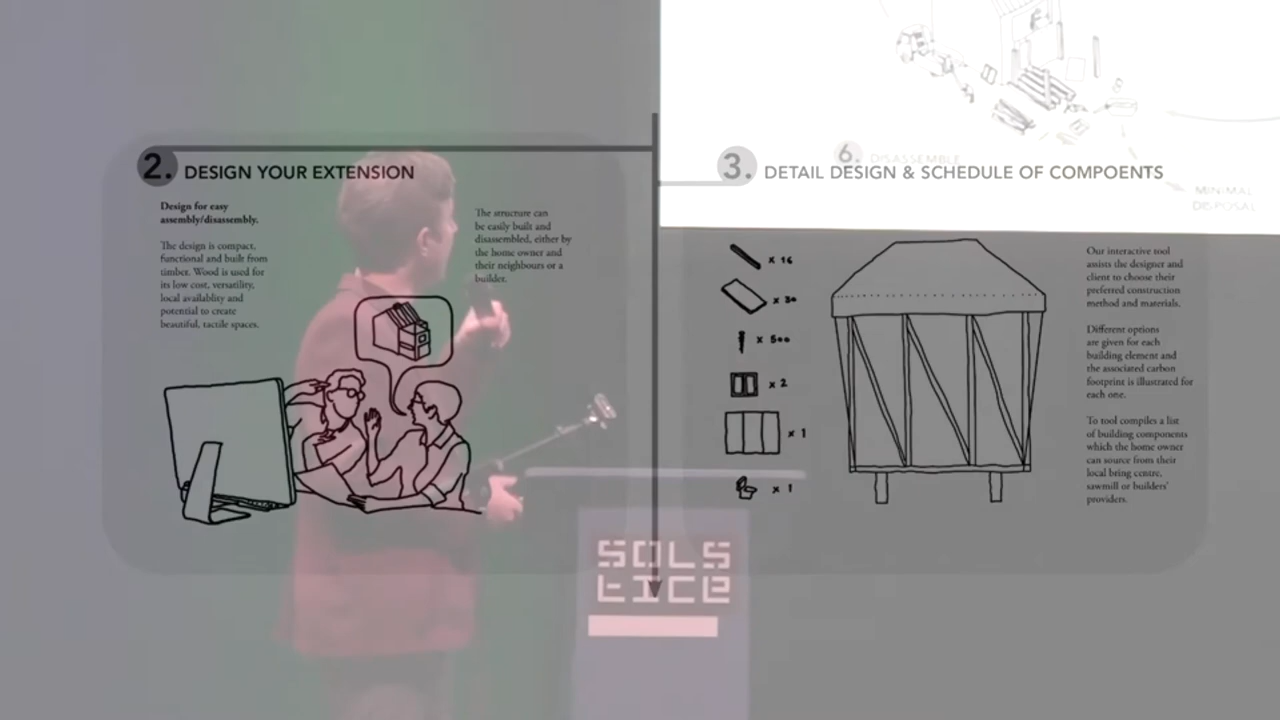 2. DESIGN YOUR EXTENSION
Design for easy
assembly/disassembly.
The design is compact,
functional and built from
timber. Wood is used for
its low cost, versatility,
local availablity and
potential to create
beautiful, tactile spaces.
The structure can
be easily built and
disassembled, either by
the home owner and
their neighbours or a
builder.
6. DISASSEMBLE
3. DETAIL DESIGN & SCHEDULE OF COMPOENTS
MINIMAL
DISPOSAL
x 16
x 30
x 500
x 2
x 1
x 1
Our interactive tool
assists the designer and
client to choose their
preferred construction
method and materials.
Different options
are given for each
building element and
the associated carbon
footprint is illustrated for
each one.
To tool compiles a list
of building components
which the home owner
can source from their
local bring centre,
sawmill or builders'
providers.
SOLS
TICE